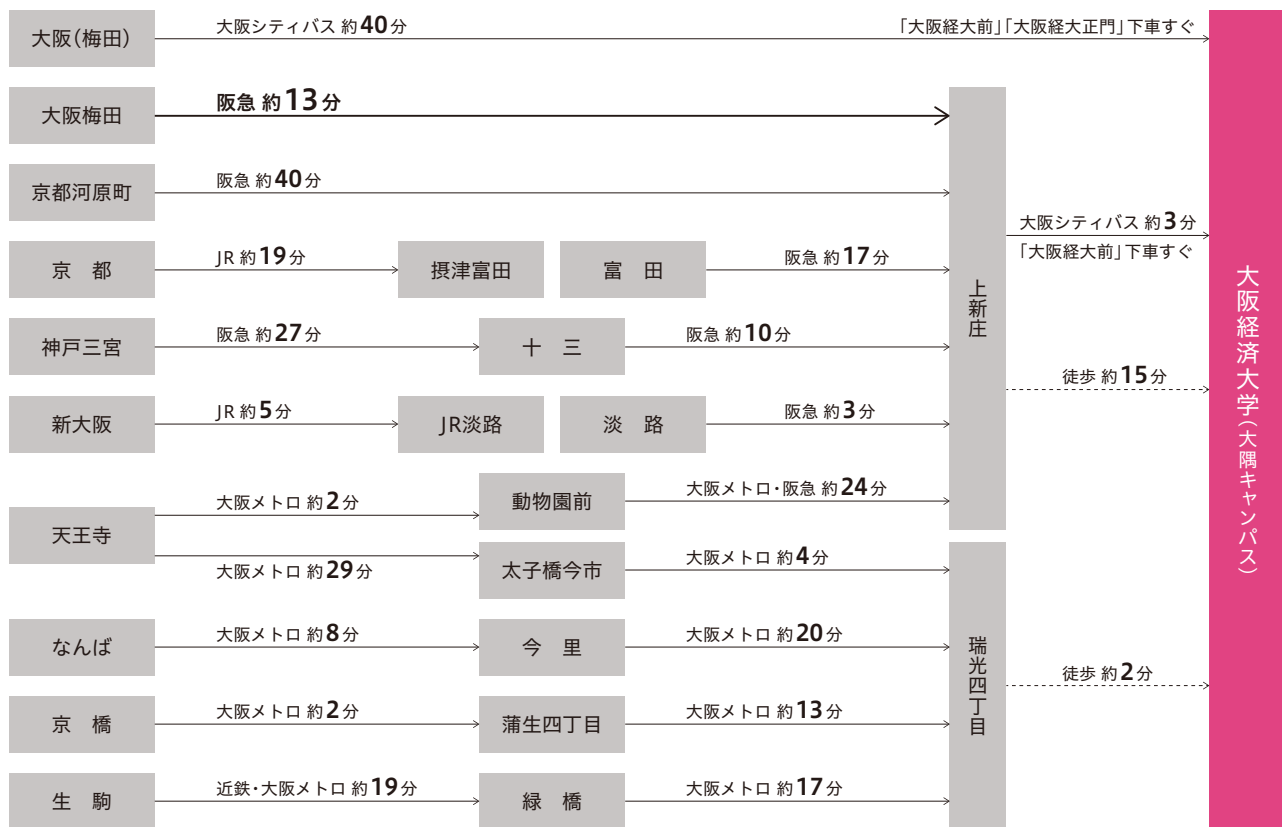 大阪(梅田)
大阪シティバス 約40分
「大阪経大前」「大阪経大正門」下車すぐ
大阪梅田
阪急 約13分
京都河原町
阪急 約40分
京 都
JR 約19分
摂津富田
富 田
阪急 約17分
神戸三宮
阪急 約27分
十 三
阪急 約10分
新大阪
JR 約5分
JR淡路
淡 路
阪急 約3分
天王寺
大阪メトロ 約2分
動物園前
大阪メトロ・阪急 約24分
大阪メトロ 約29分
太子橋今市
大阪メトロ 約4分
なんば
大阪メトロ 約8分
今 里
大阪メトロ 約20分
京 橋
大阪メトロ 約2分
蒲生四丁目
大阪メトロ 約13分
生 駒
近鉄・大阪メトロ 約19分
緑 橋
大阪メトロ 約17分
上新庄
大阪シティバス 約3分
「大阪経大前」下車すぐ
徒歩 約15分
瑞光四丁目
徒歩 約2分
大阪経済大学(大隅キャンパス)